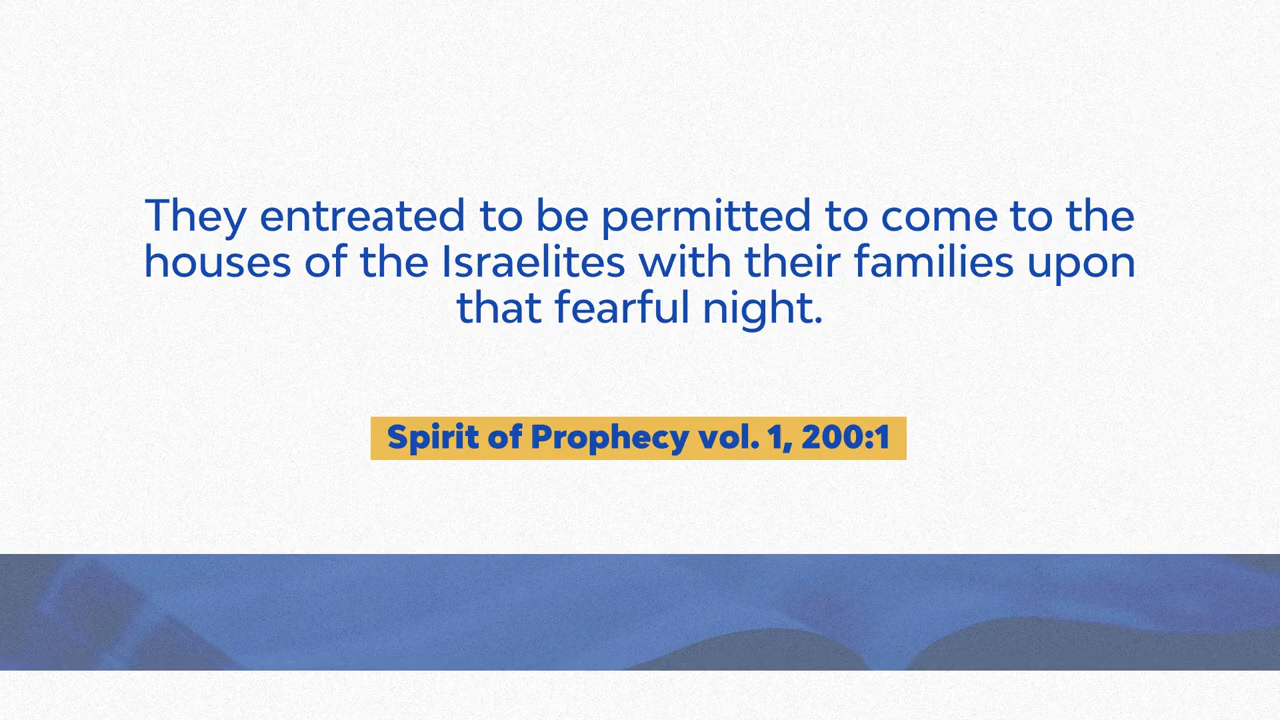 They entreated to be permitted to come to the
houses of the Israelites with their families upon
that fearful night.
Spirit of Prophecy vol. 1, 200:1